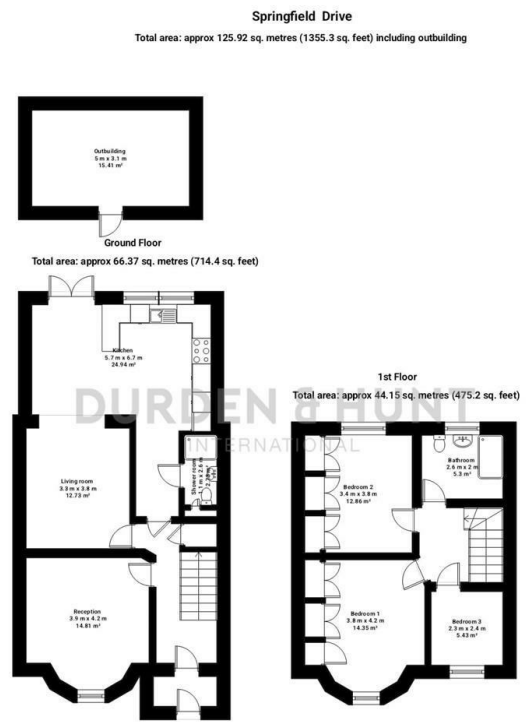 Springfield Drive
Total area: approx 125.92 sq. metres (1355.3 sq. feet) including outbuilding
Outbuilding
5 m x 3.1 m
15.41 m²
Ground Floor
Total area: approx 66.37 sq. metres (714.4 sq. feet)
Kitchen
5.7 m x 6.7 m
24.94 m²
1st Floor
Total area: approx 44.15 sq. metres (475.2 sq. feet)
DURDEN & HUNT
INTERNATIONAL
Living room
3.3 m x 3.8 m
12.73 m²
Shower room
1.1 m x 2.6 m
Bedroom 2
3.4 m x 3.8 m
12.86 m²
Bathroom
2.6 m x 2 m
5.3 m²
Reception
3.9 m x 4.2 m
14.81 m²
Bedroom 1
3.8 m x 4.2 m
14.35 m²
Bedroom 3
2.3 m x 2.4 m
5.43 m²